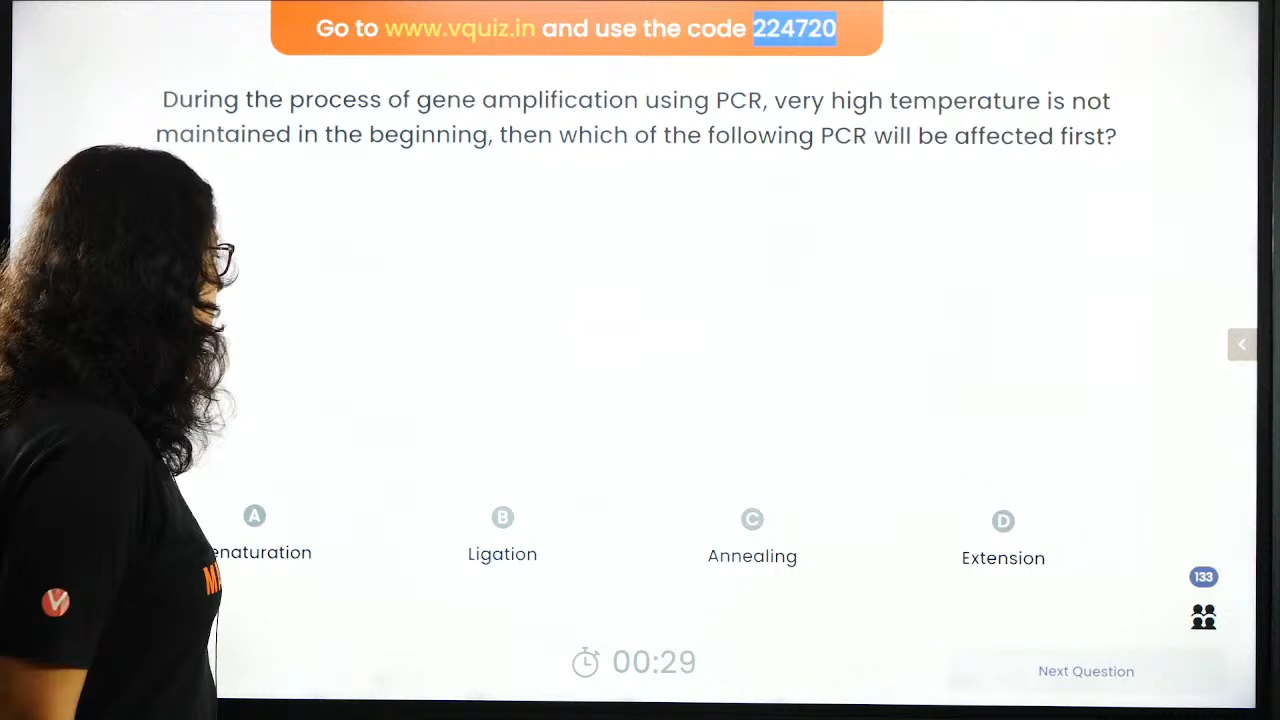 Go to www.vquiz.in and use the code 224720
During the process of gene amplification using PCR, very high temperature is not
maintained in the beginning, then which of the following PCR will be affected first?
A
B
C
D
enaturation
Ligation
Annealing
Extension
133
00:29
Next Question